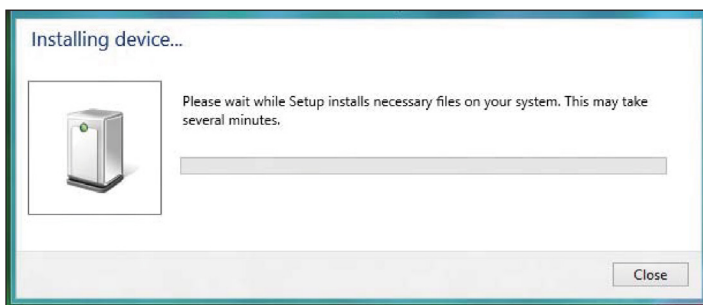 Installing device...
Please wait while Setup installs necessary files on your system. This may take
several minutes.
Close